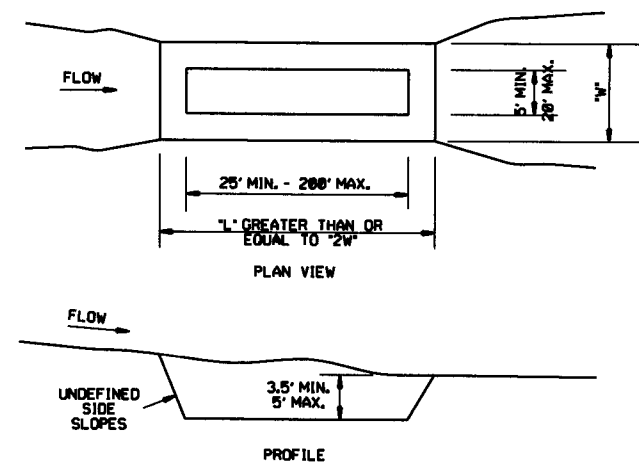 FLOW
5' MIN.
20' MAX.
"W"
25' MIN. - 200' MAX.
"L" GREATER THAN OR
EQUAL TO "2W"
PLAN VIEW
FLOW
UNDEFINED
SIDE
SLOPES
3.5' MIN.
5' MAX.
PROFILE